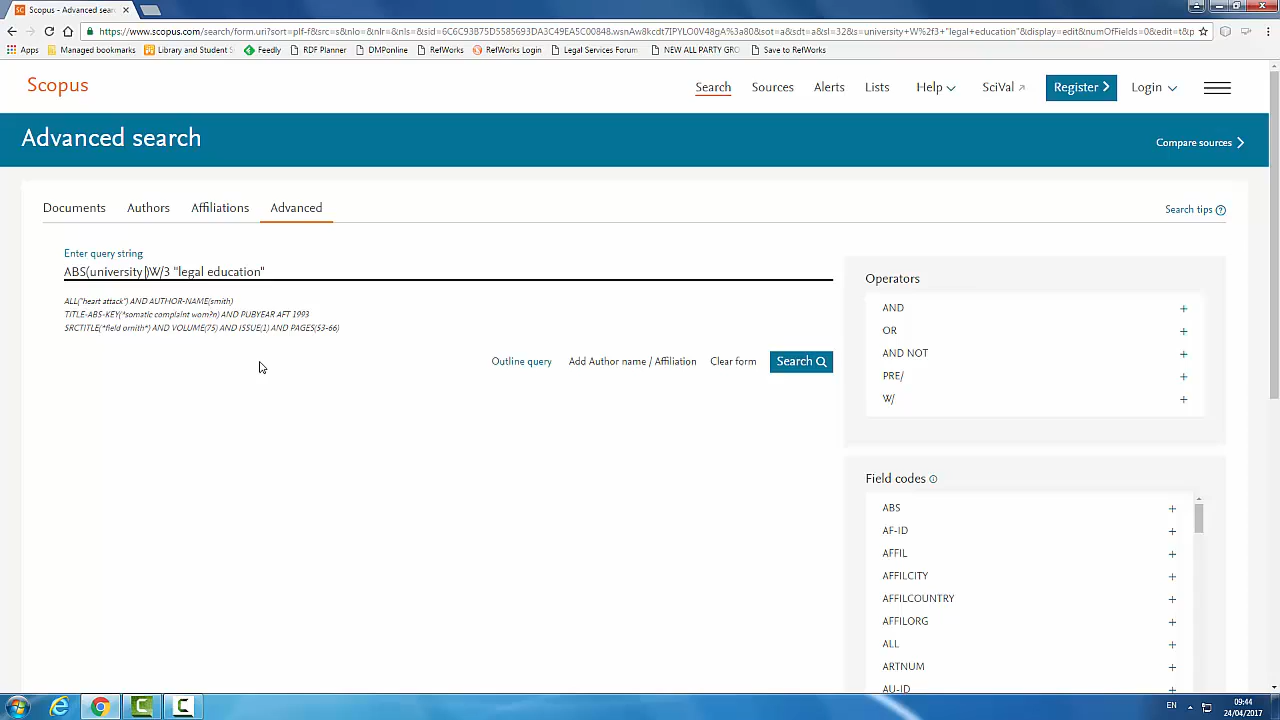 Scopus - Advanced sear
https://www.scopus.com/search/form.uri?sort=plf-f&src=s&nlo=&nlr=&nls=&sid=6C6C93B75D558691D3DA3C49EA5C00848.wsnAw8kcdt7IPYLO0V48gA%3a80&sot=a&sdt=a&sl=32&s=university+W%2f3+"legal+education"&display=edit&numOfFields=0&edit=t&p
Apps Managed bookmarks Library and Student S Feedly RDF Planner DMPonline RefWorks RefWorks Login Legal Services Forum NEW ALL PARTY GRO Save to RefWorks
Scopus
Search Sources Alerts Lists Help SciVal Register Login
Advanced search
Compare sources
Documents Authors Affiliations Advanced
Search tips
Enter query string
ABS(university )W/3 "legal education"
ALL("heart attack") AND AUTHOR-NAME(smith)
TITLE-ABS-KEY(*somatic complaint wom?n) AND PUBYEAR AFT 1993
SRCTITLE(*field ornith*) AND VOLUME(75) AND ISSUE(1) AND PAGES(53-66)
Outline query Add Author name / Affiliation Clear form Search
Operators
AND
OR
AND NOT
PRE/
W/
Field codes
ABS
AF-ID
AFFIL
AFFILCITY
AFFILCOUNTRY
AFFILORG
ALL
ARTNUM
AU-ID
EN
09:44
24/04/2017